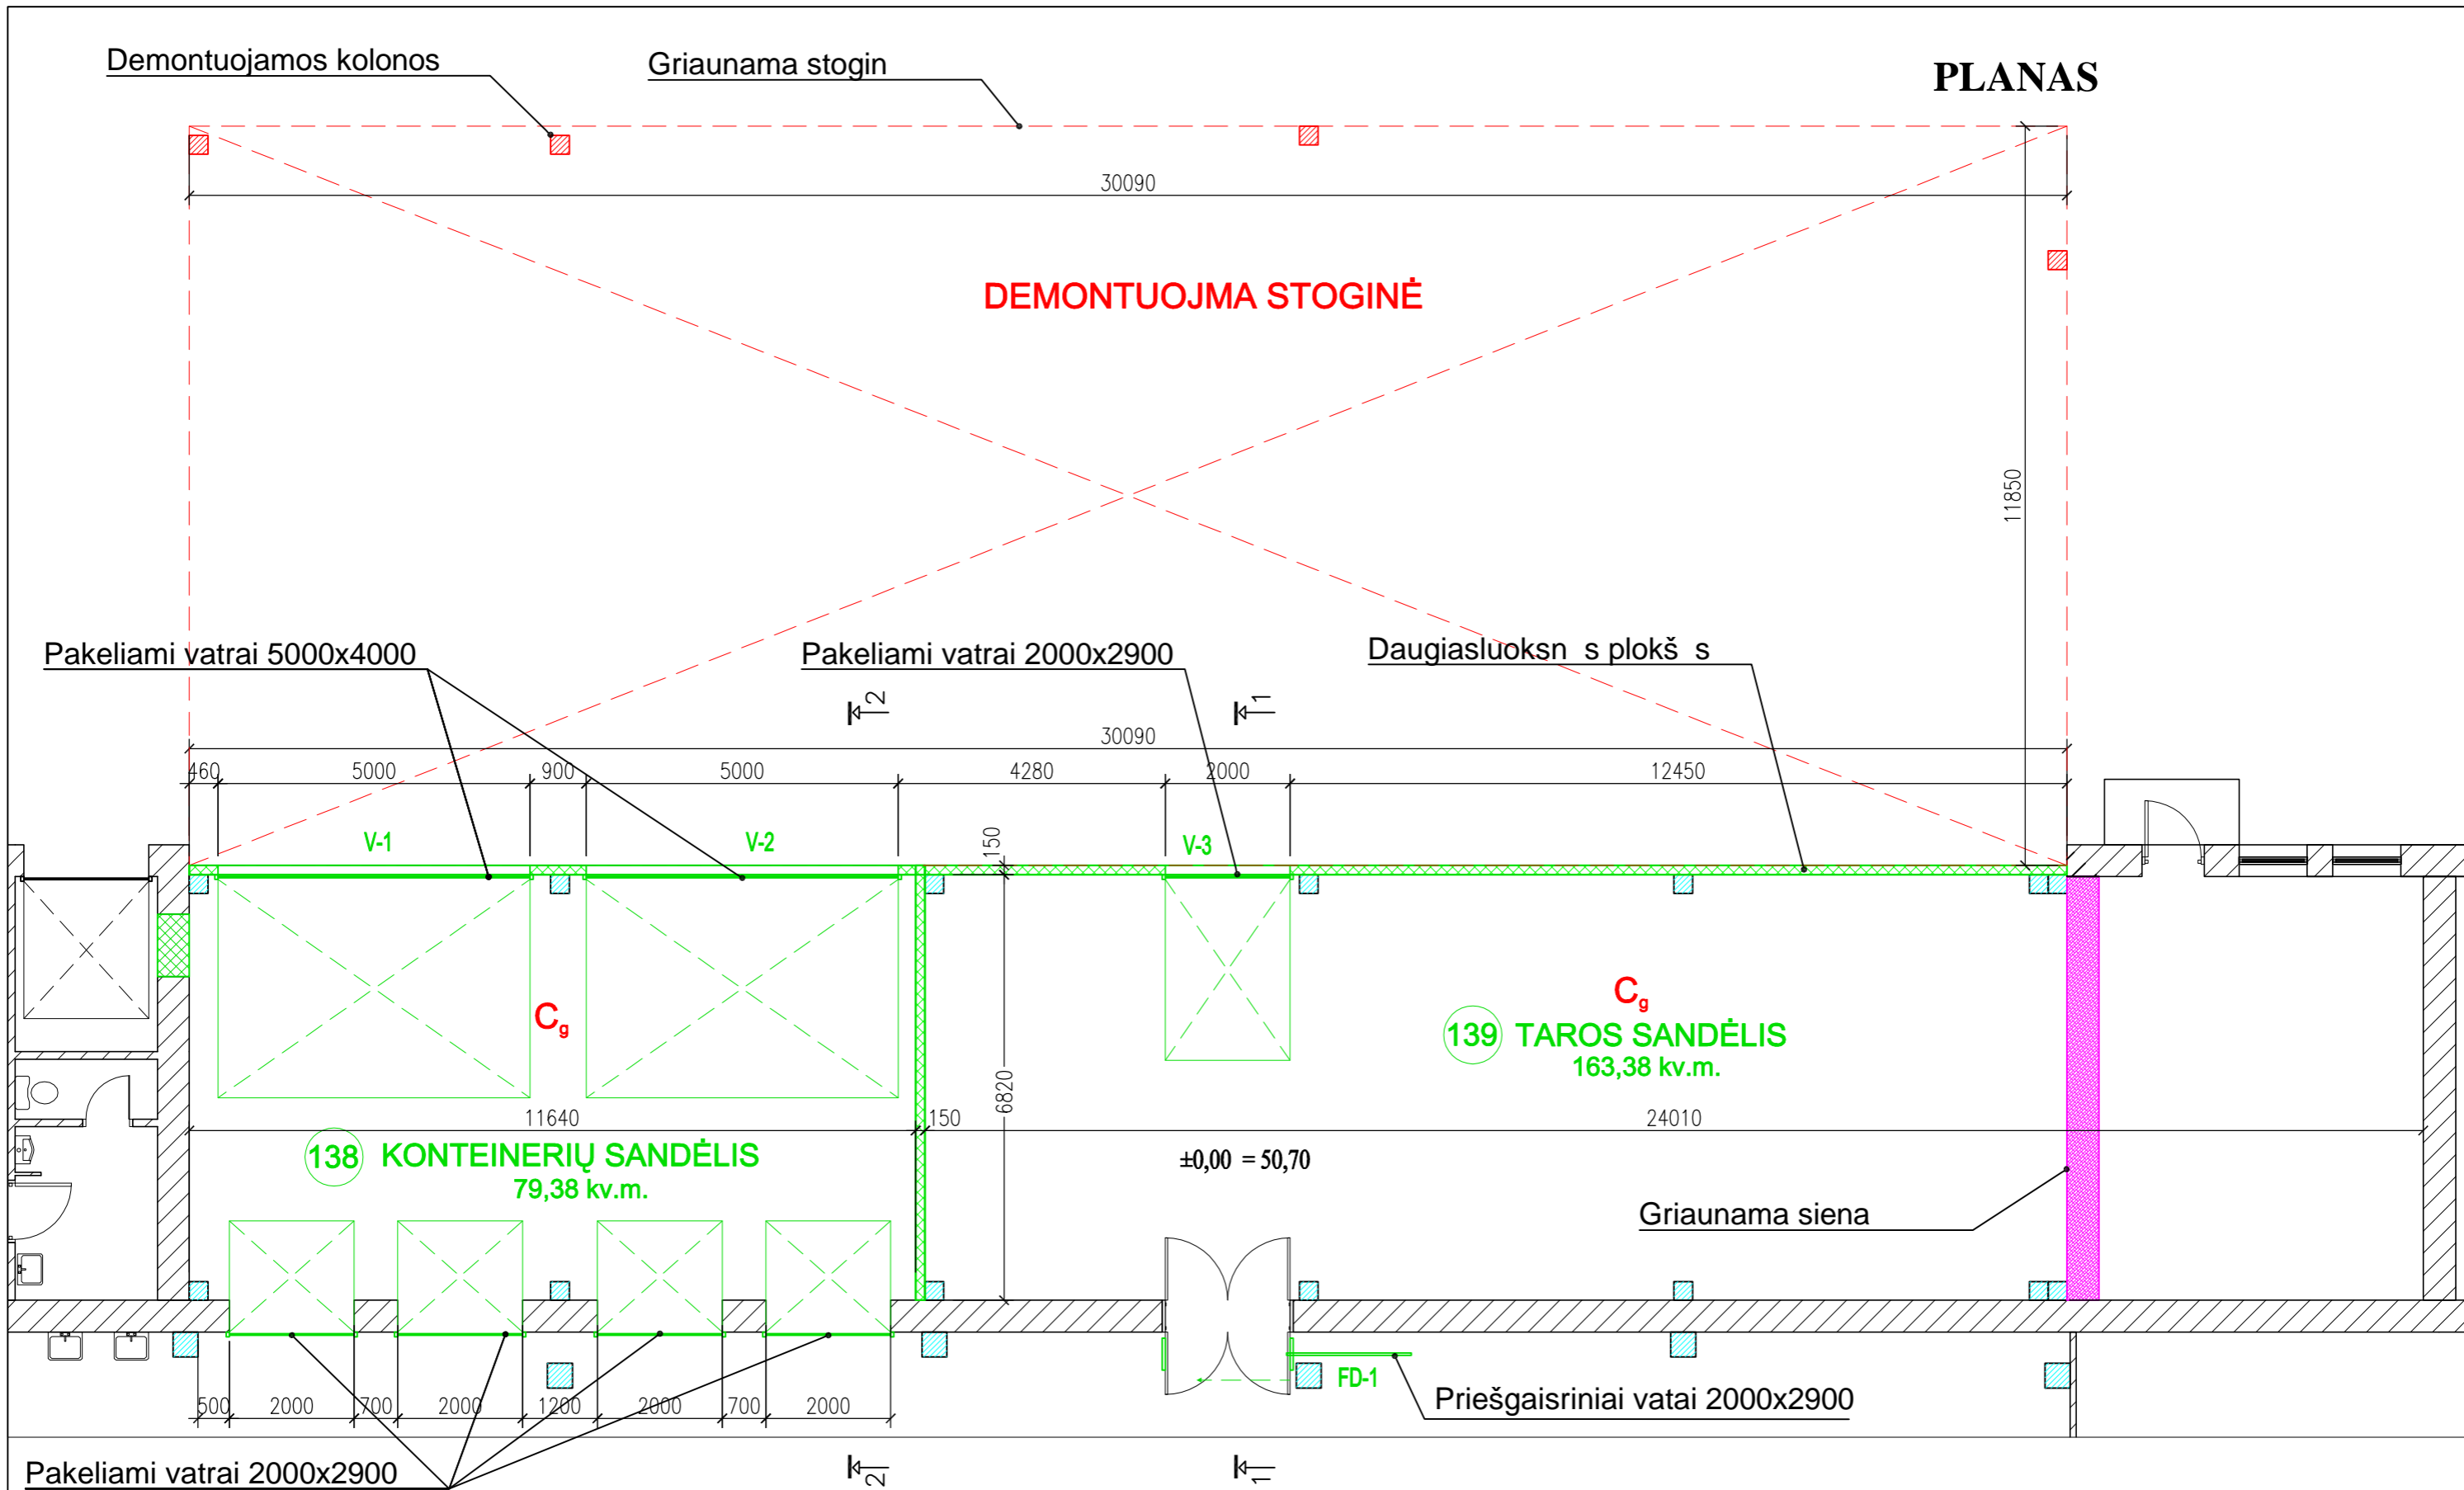 Demontuojamos kolonos
Griaunama stogin
PLANAS
30090
DEMONTUOJMA STOGINĖ
11850
Pakeliami vatrai 5000x4000
Pakeliami vatrai 2000x2900
Daugiasluoksn s plokš s
2
1
30090
460
5000
900
5000
4280
2000
12450
V-1
V-2
150
V-3
Cg
Cg
139 TAROS SANDĖLIS
163,38 kv.m.
6820
11640
150
24010
138 KONTEINERIŲ SANDĖLIS
79,38 kv.m.
±0,00 = 50,70
Griaunama siena
FD-1
Priešgaisriniai vatai 2000x2900
500
2000
700
2000
1200
2000
700
2000
Pakeliami vatrai 2000x2900
2
1